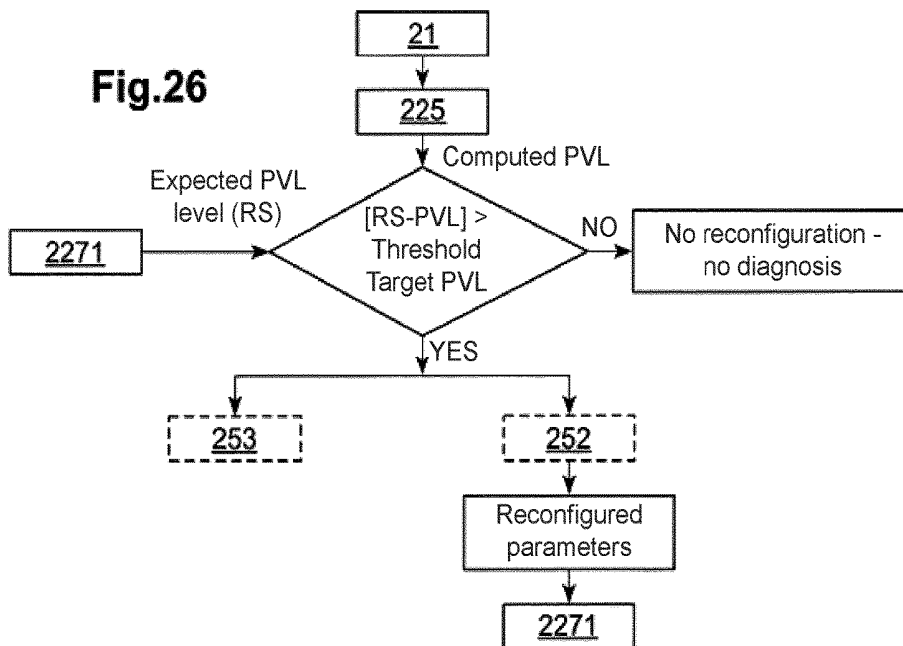 21
Fig.26
225
Computed PVL
Expected PVL
level (RS)
[RS-PVL] >
Threshold
Target PVL
2271
NO
No reconfiguration -
no diagnosis
YES
253
252
Reconfigured
parameters
2271